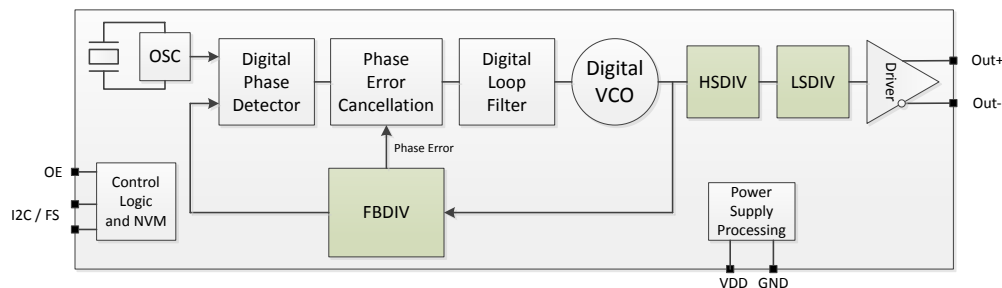 OSC
Digital
Phase
Detector
Phase
Error
Cancellation
Digital
Loop
Filter
Digital
VCO
HSDIV
LSDIV
Driver
Out+
Out-
Phase Error
FBDIV
OE
I2C / FS
Control
Logic
and NVM
Power
Supply
Processing
VDD
GND